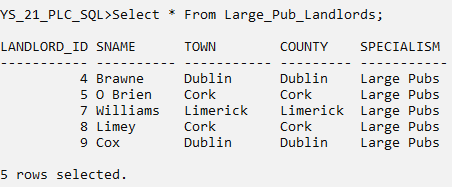 YS_21_PLC_SQL>Select * From Large_Pub_Landlords;
LANDLORD_ID SNAME      TOWN       COUNTY    SPECIALISM
----------- ---------- ---------- --------- -----------
          4 Brawne     Dublin     Dublin    Large Pubs
          5 O Brien    Cork       Cork      Large Pubs
          7 Williams   Limerick   Limerick  Large Pubs
          8 Limey      Cork       Cork      Large Pubs
          9 Cox        Dublin     Dublin    Large Pubs
5 rows selected.